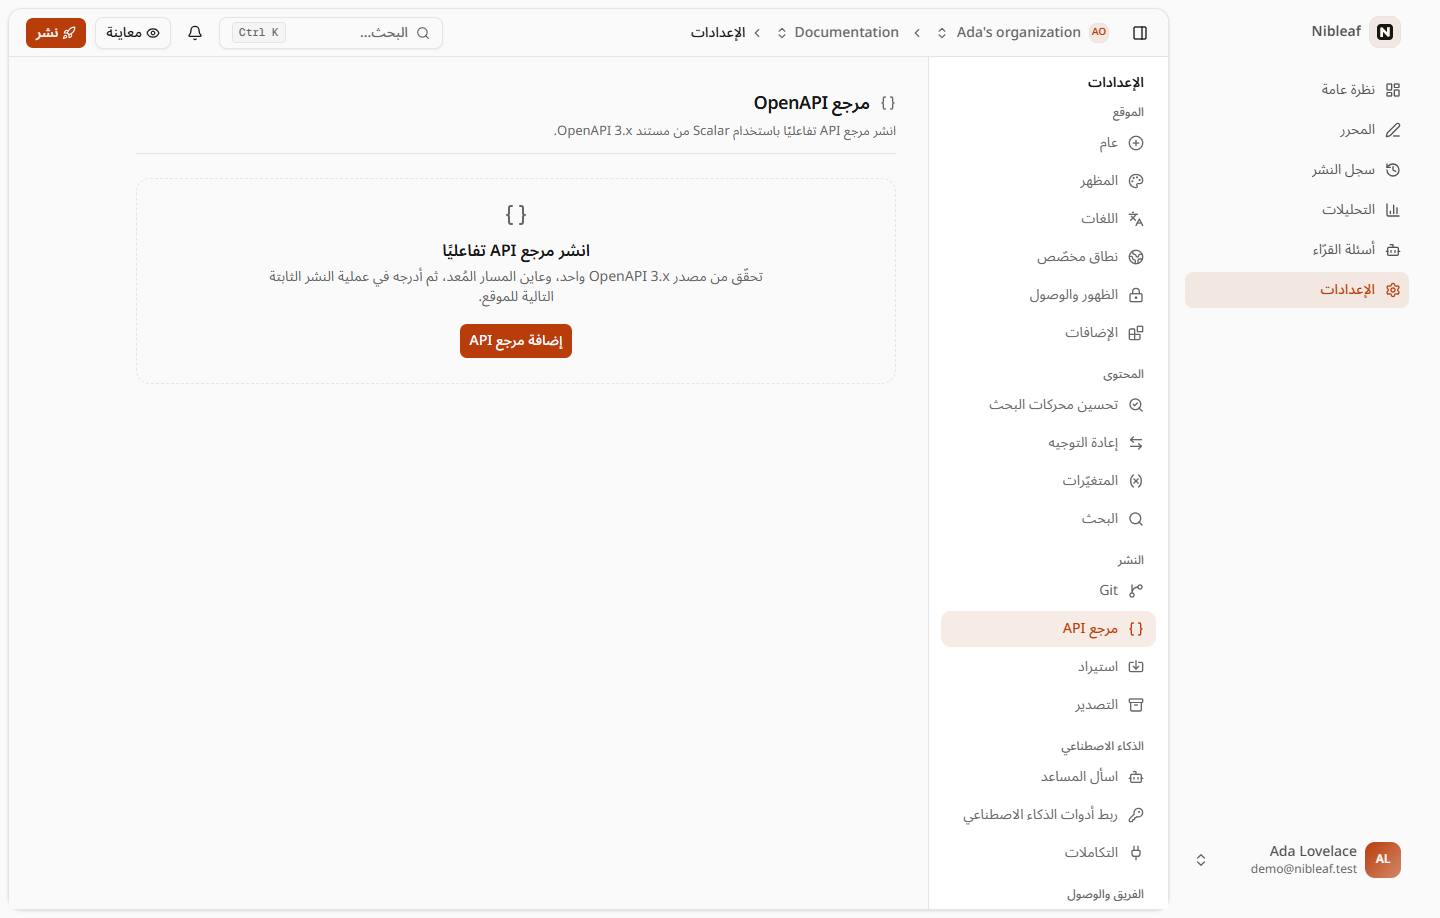 Nibleaf
نظرة عامة
المحرر
سجل النشر
التحليلات
أسئلة القرّاء
الإعدادات
Ada Lovelace
demo@nibleaf.test
AL
AO Ada's organization
Documentation
الإعدادات
البحث...
Ctrl K
معاينة
نشر
الإعدادات
الموقع
عام
المظهر
اللغات
نطاق مخصّص
الظهور والوصول
الإضافات
المحتوى
تحسين محركات البحث
إعادة التوجيه
المتغيّرات
البحث
النشر
Git
مرجع API
استيراد
التصدير
الذكاء الاصطناعي
اسأل المساعد
ربط أدوات الذكاء الاصطناعي
التكاملات
الفريق والوصول
مرجع OpenAPI
انشر مرجع API تفاعليًا باستخدام Scalar من مستند OpenAPI 3.x.
انشر مرجع API تفاعليًا
تحقّق من مصدر OpenAPI 3.x واحد، وعاين المسار المُعد، ثم أدرجه في عملية النشر الثابتة
التالية للموقع.
إضافة مرجع API